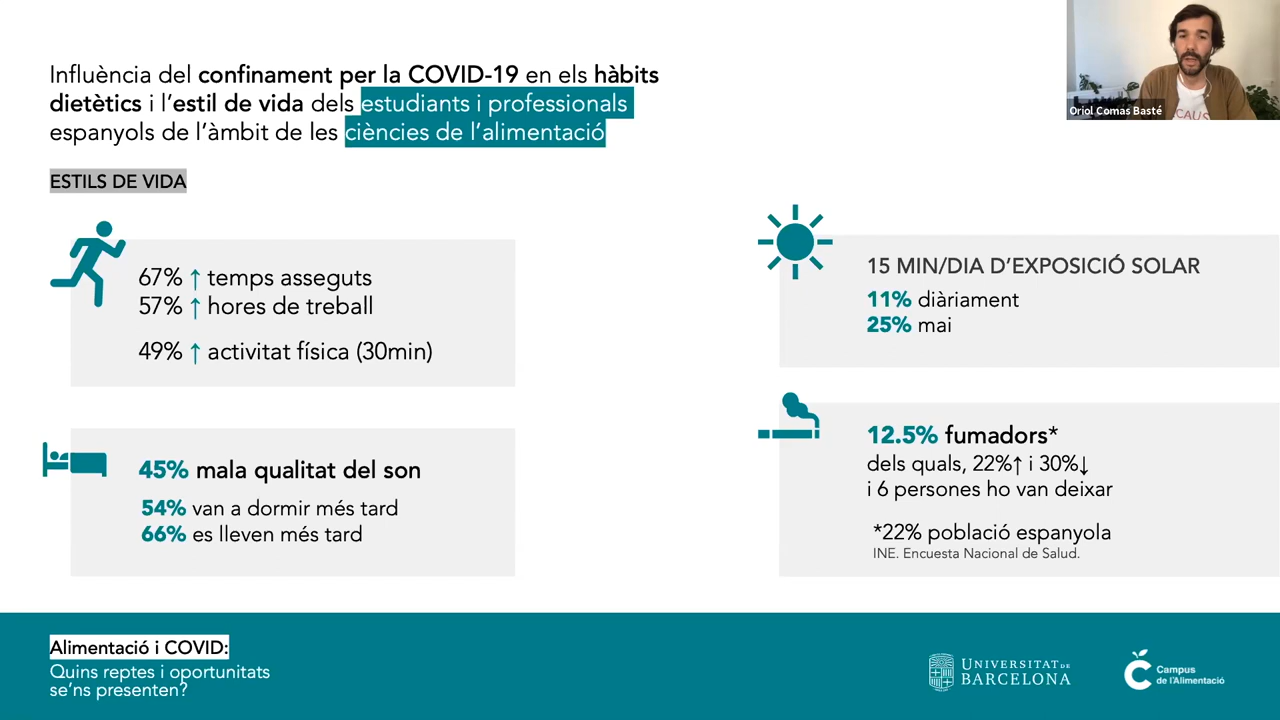 Influència del confinament per la COVID-19 en els hàbits
dietètics i l'estil de vida dels estudiants i professionals
espanyols de l'àmbit de les ciències de l'alimentació
ESTILS DE VIDA
67% ↑ temps asseguts
57% ↑ hores de treball
49% ↑ activitat física (30min)
45% mala qualitat del son
54% van a dormir més tard
66% es lleven més tard
Oriol Comas Basté
15 MIN/DIA D'EXPOSICIÓ SOLAR
11% diàriament
25% mai
12.5% fumadors*
dels quals, 22%↑ i 30%↓
i 6 persones ho van deixar
*22% població espanyola
INE. Encuesta Nacional de Salud.
Alimentació i COVID:
Quins reptes i oportunitats
se'ns presenten?
UNIVERSITAT DE
BARCELONA
Campus
de l'Alimentació